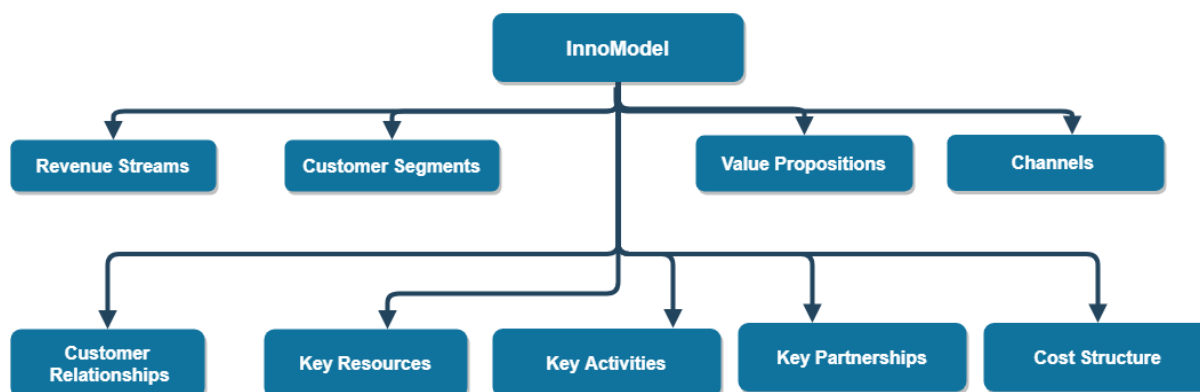 InnoModel
Revenue Streams
Customer Segments
Value Propositions
Channels
Customer
Relationships
Key Resources
Key Activities
Key Partnerships
Cost Structure